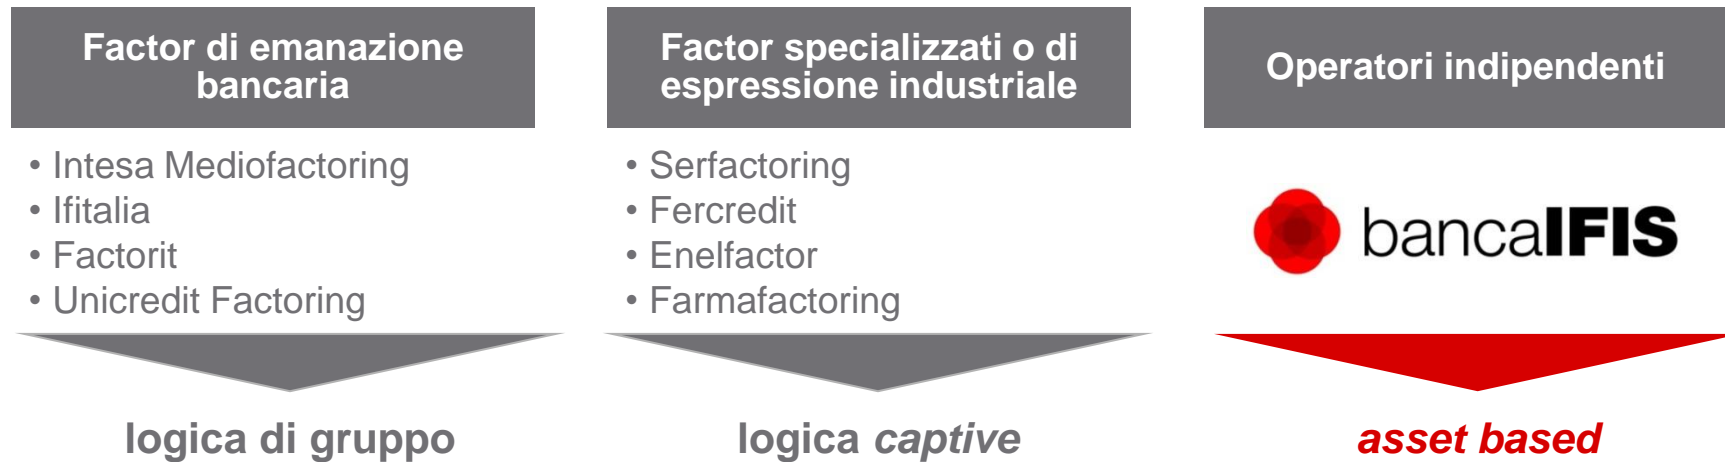 Factor di emanazione
bancaria
• Intesa Mediofactoring
• Ifitalia
• Factorit
• Unicredit Factoring
logica di gruppo
Factor specializzati o di
espressione industriale
• Serfactoring
• Fercredit
• Enelfactor
• Farmafactoring
logica captive
Operatori indipendenti
bancaIFIS
asset based